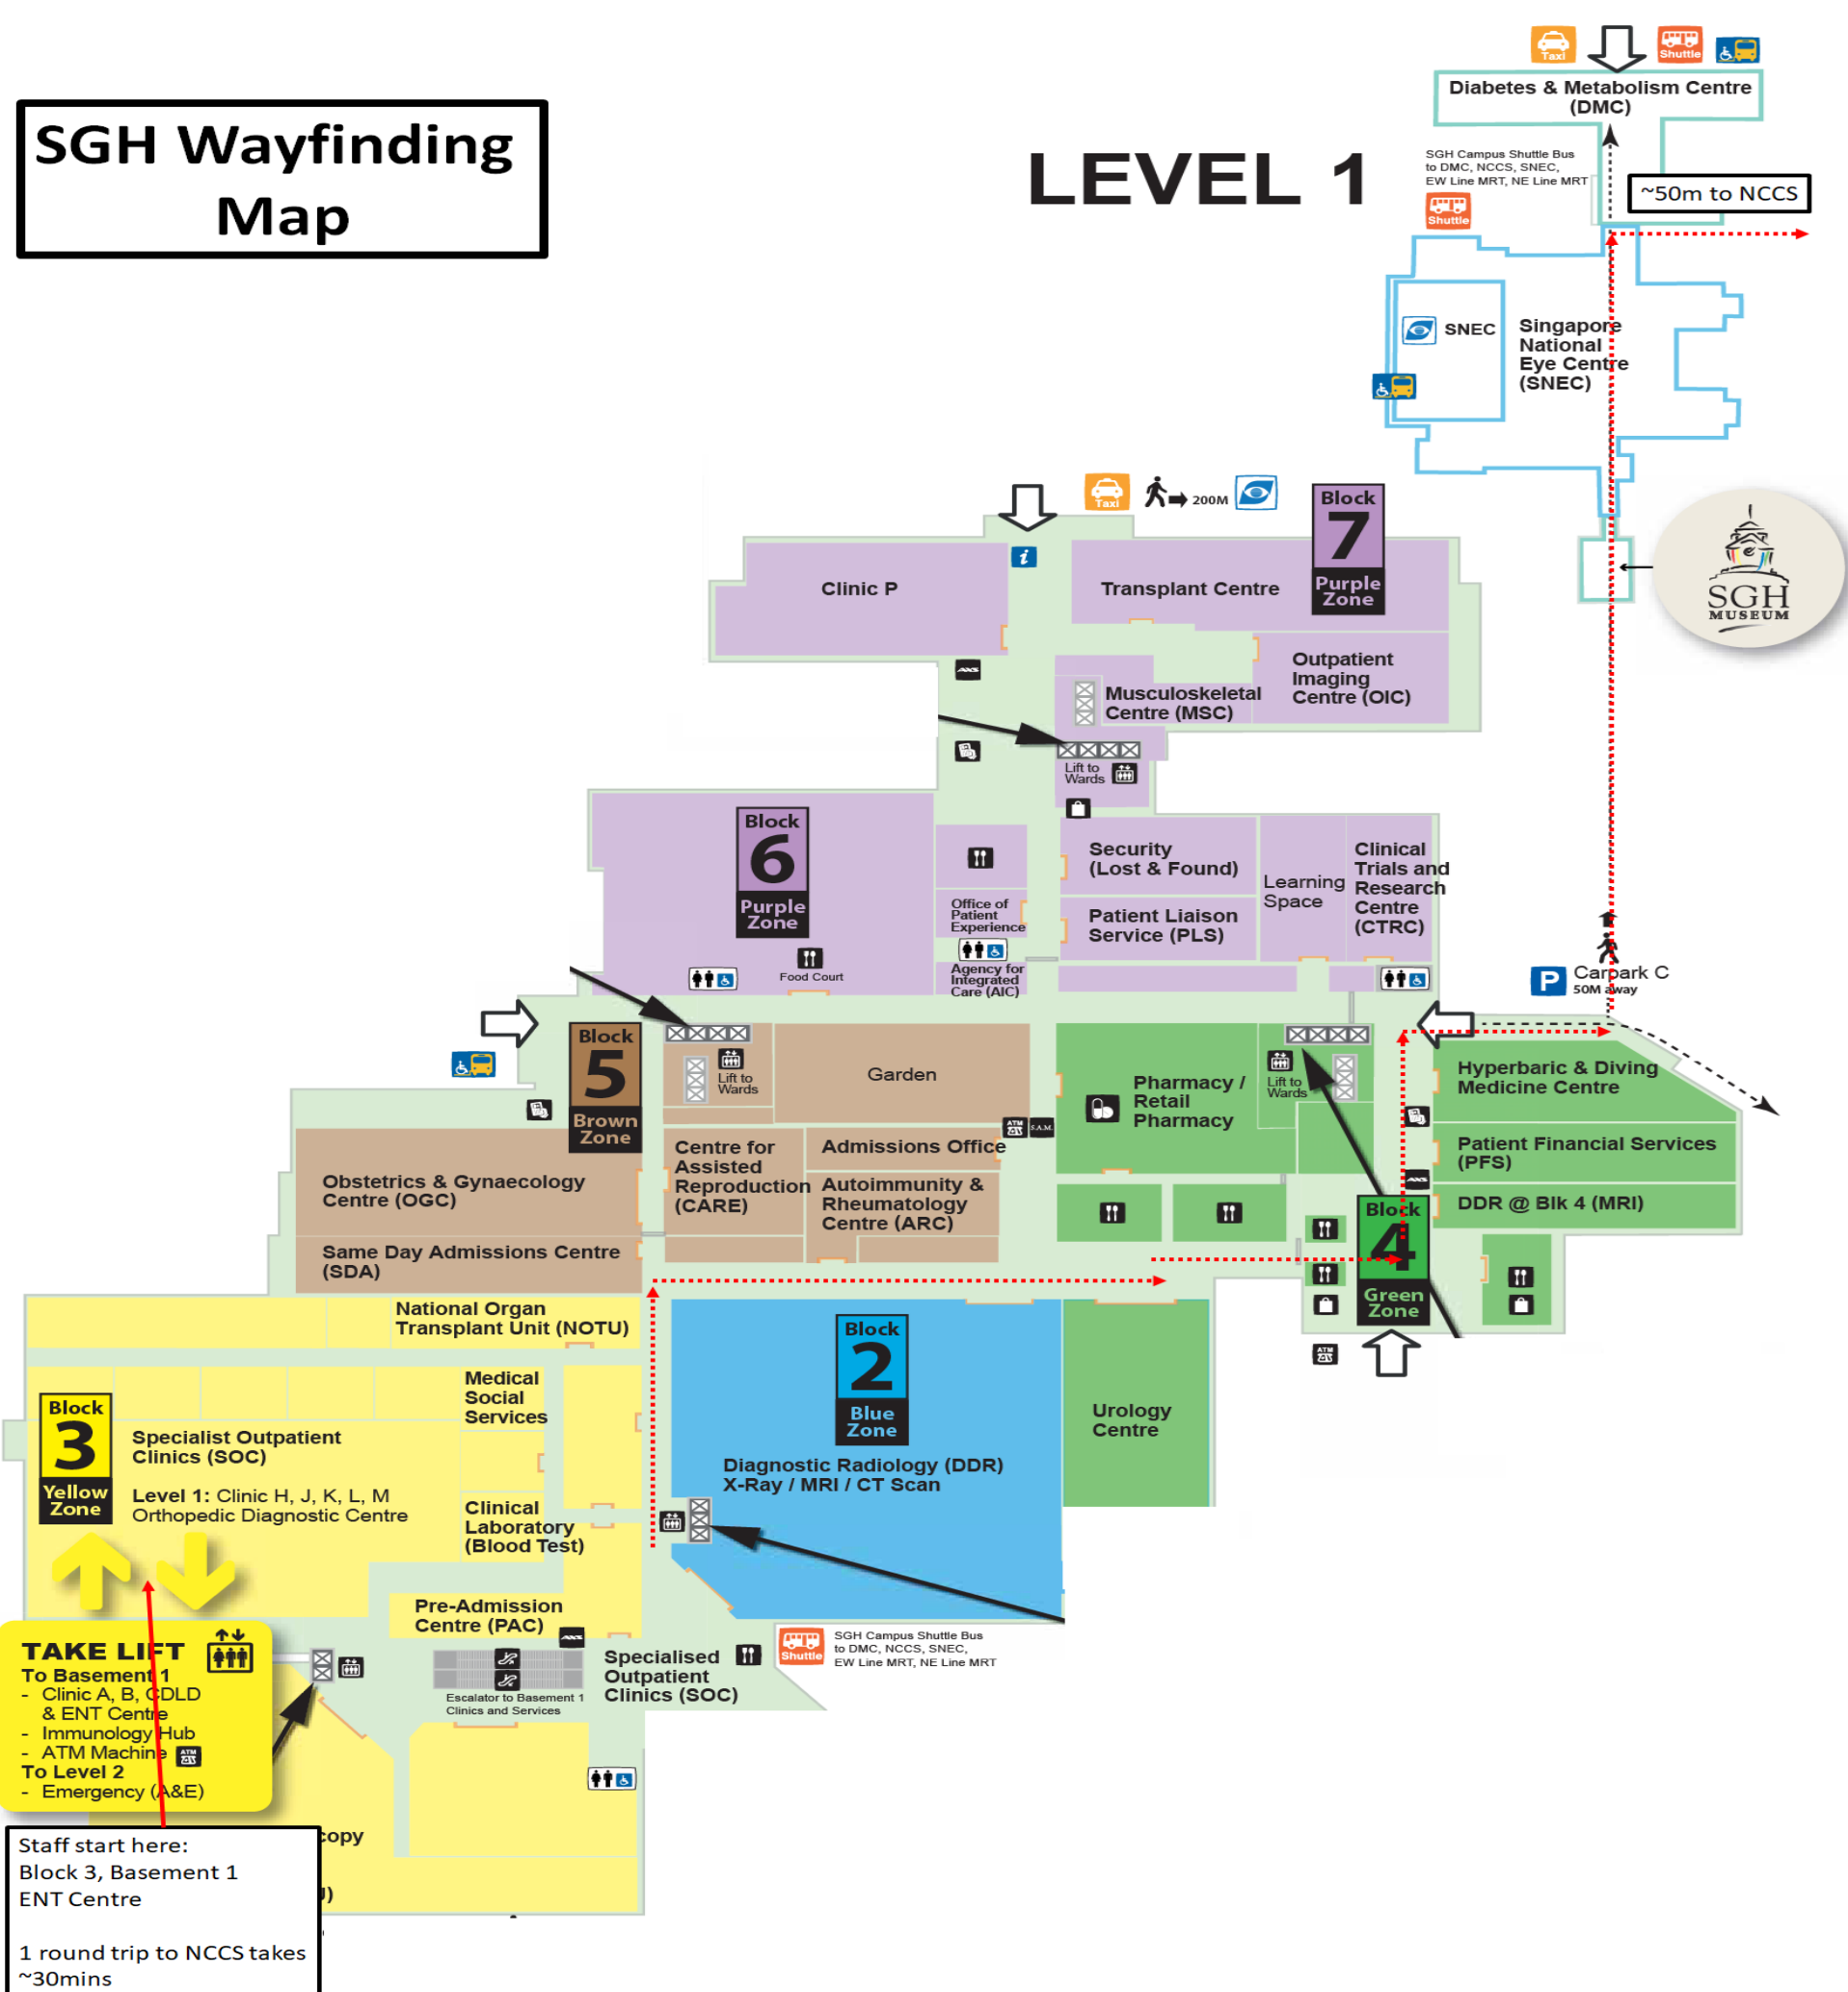 SGH Wayfinding
Map
LEVEL 1
Taxi
Shuttle
Diabetes & Metabolism Centre
(DMC)
SGH Campus Shuttle Bus
to DMC, NCCS, SNEC,
EW Line MRT, NE Line MRT
Shuttle
~50m to NCCS
SNEC
Singapore
National
Eye Centre
(SNEC)
Taxi
200M
Block
7
Purple
Zone
SGH
MUSEUM
Clinic P
Transplant Centre
Outpatient
Imaging
Centre (OIC)
AXS
Musculoskeletal
Centre (MSC)
Lift to
Wards
Block
6
Purple
Zone
Food Court
Office of
Patient
Experience
Agency for
Integrated
Care (AIC)
Security
(Lost & Found)
Patient Liaison
Service (PLS)
Learning
Space
Clinical
Trials and
Research
Centre
(CTRC)
P
Carpark C
50M away
Block
5
Brown
Zone
Lift to
Wards
Garden
ATM
S.A.M.
Centre for
Assisted
Reproduction
(CARE)
Admissions Office
Autoimmunity &
Rheumatology
Centre (ARC)
Pharmacy /
Retail
Pharmacy
Lift to
Wards
Hyperbaric & Diving
Medicine Centre
Patient Financial Services
(PFS)
AXS
DDR @ Blk 4 (MRI)
Block
4
Green
Zone
ATM
Obstetrics & Gynaecology
Centre (OGC)
Same Day Admissions Centre
(SDA)
National Organ
Transplant Unit (NOTU)
Medical
Social
Services
Block
3
Yellow
Zone
Specialist Outpatient
Clinics (SOC)
Level 1: Clinic H, J, K, L, M
Orthopedic Diagnostic Centre
Clinical
Laboratory
(Blood Test)
Block
2
Blue
Zone
Diagnostic Radiology (DDR)
X-Ray / MRI / CT Scan
Urology
Centre
Pre-Admission
Centre (PAC)
AXS
Escalator to Basement 1
Clinics and Services
Specialised
Outpatient
Clinics (SOC)
Shuttle
SGH Campus Shuttle Bus
to DMC, NCCS, SNEC,
EW Line MRT, NE Line MRT
TAKE LIFT
To Basement 1
- Clinic A, B, CDLD
& ENT Centre
- Immunology Hub
- ATM Machine
ATM
To Level 2
- Emergency (A&E)
copy
Staff start here:
Block 3, Basement 1
ENT Centre
1 round trip to NCCS takes
~30mins